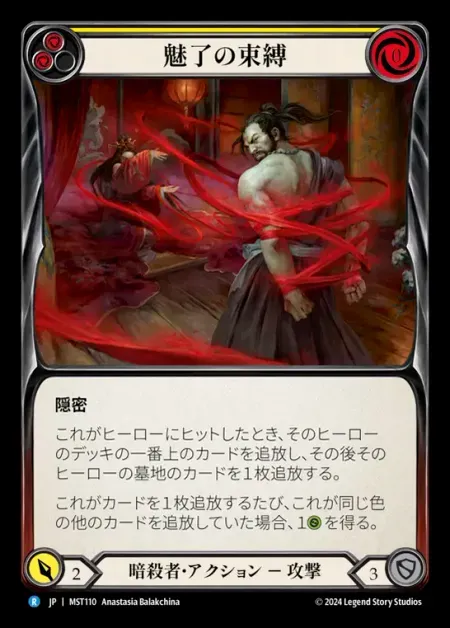 魅了の束縛
0
隠密
これがヒーローにヒットしたとき、そのヒーロー
のデッキの一番上のカードを追放し、その後その
ヒーローの墓地のカードを1枚追放する。
これがカードを1枚追放するたび、これが同じ色
の他のカードを追放していた場合、1を得る。
2
暗殺者・アクション － 攻撃
3
R JP | MST110 Anastasia Balakchina
© 2024 Legend Story Studios